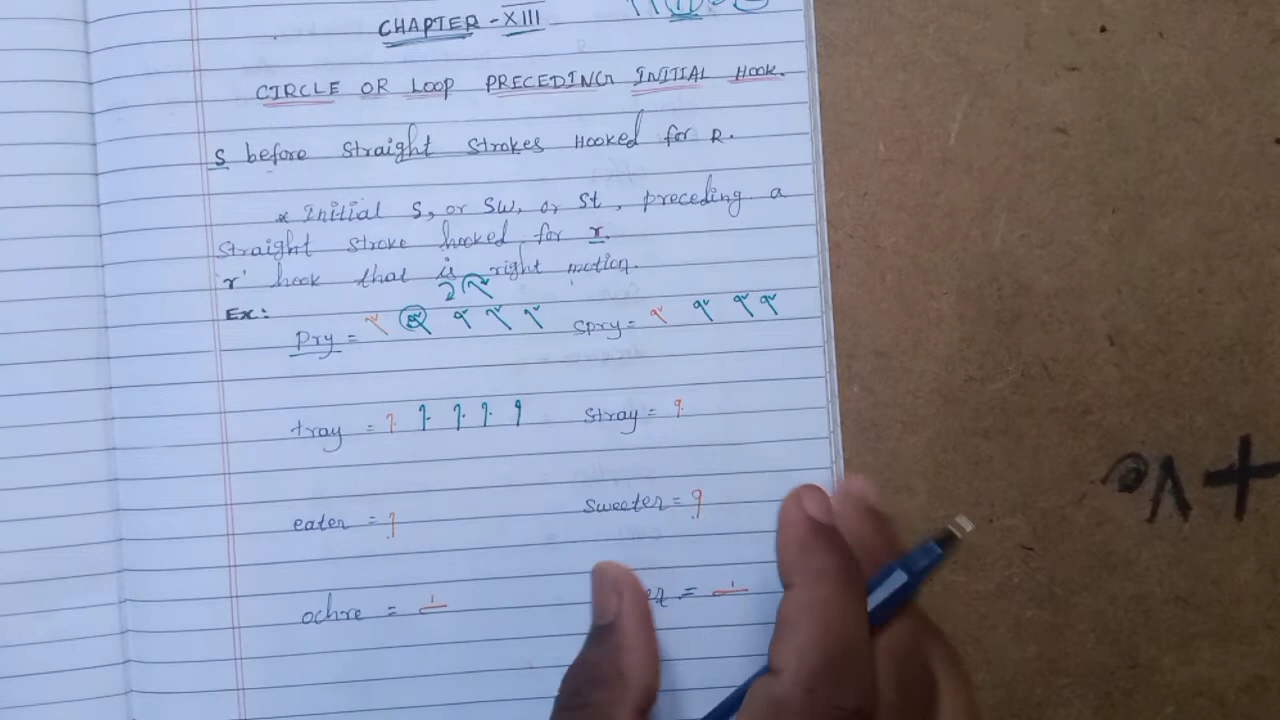 CHAPTER - XIII
CIRCLE OR LOOP PRECEDING INITIAL HOOK.
S before Straight Strokes Hooked for R.
* Initial S, or Sw, or St, preceding a
Straight Stroke hooked for r.
'r' hook that is right motion.
Ex:
Pry = Spry =
tray = Stray =
eater = Sweeter =
ochre = =
+ve